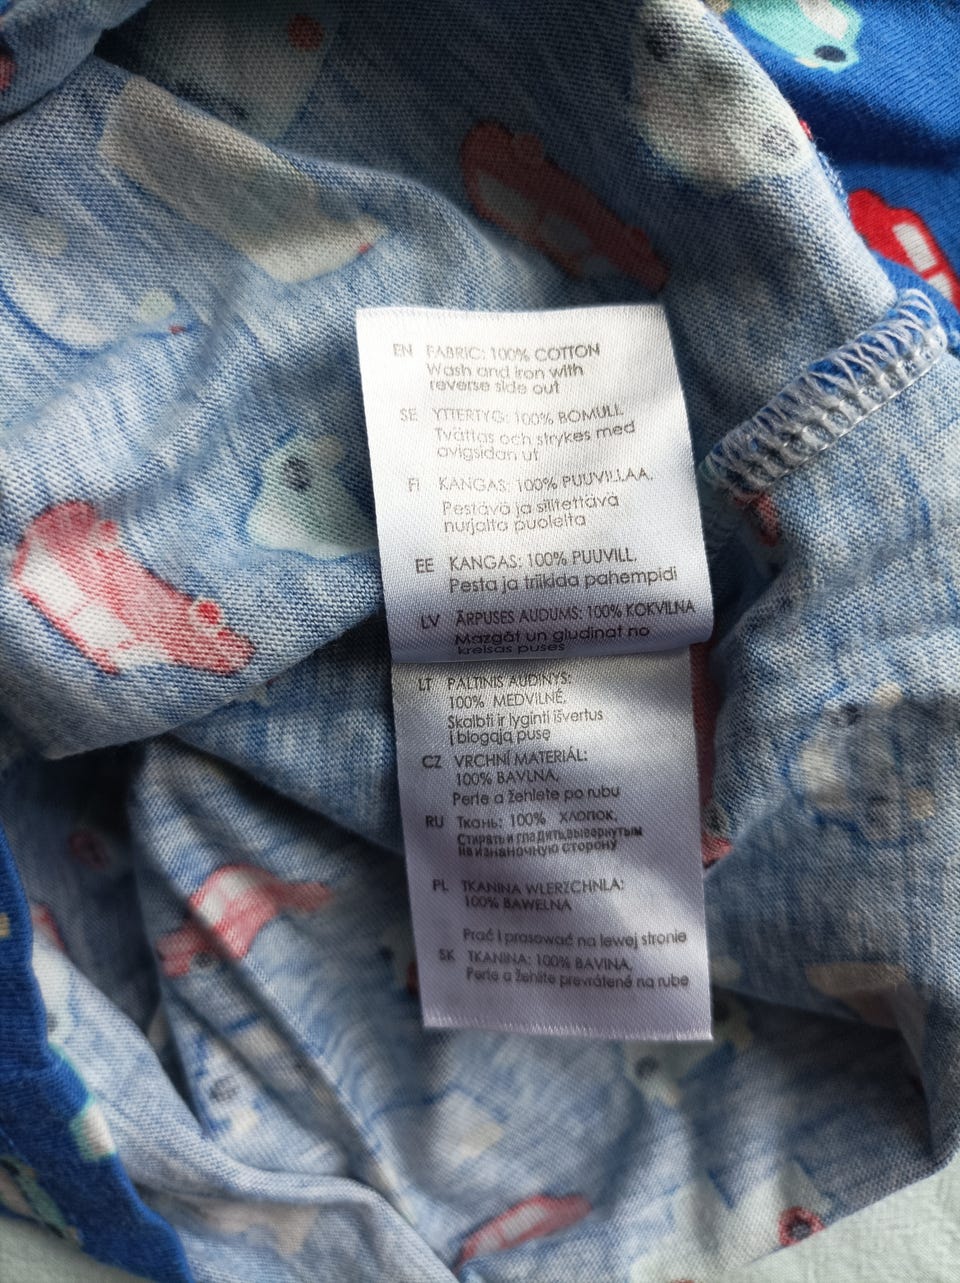 EN FABRIC: 100% COTTON
Wash and iron with
reverse side out
SE YTTERTYG: 100% BOMULL.
Tvättas och strykes med
avigsidan ut
FI KANGAS: 100% PUUVILLAA.
Pestävä ja silitettävä
nurjalta puolelta
EE KANGAS: 100% PUUVILL.
Pesta ja triikida pahempidi
LV ĀRPUSES AUDUMS: 100% KOKVILNA
Mazgāt un gludināt no
kreisās puses
LT PALTINIS AUDINYS:
100% MEDVILNĖ,
Skalbti ir lyginti išvertus
į blogąją pusę
CZ VRCHNÍ MATERIÁL:
100% BAVLNA,
Perte a žehlete po rubu
RU Ткань: 100% хлопок.
Стирать и гладить,вывернутым
на изнаночную сторону
PL TKANINA WLERZCHNLA:
100% BAWELNA
Prać i prasować na lewej stronie
SK TKANINA: 100% BAVINA.
Perte a žehlite prevrátené na rube